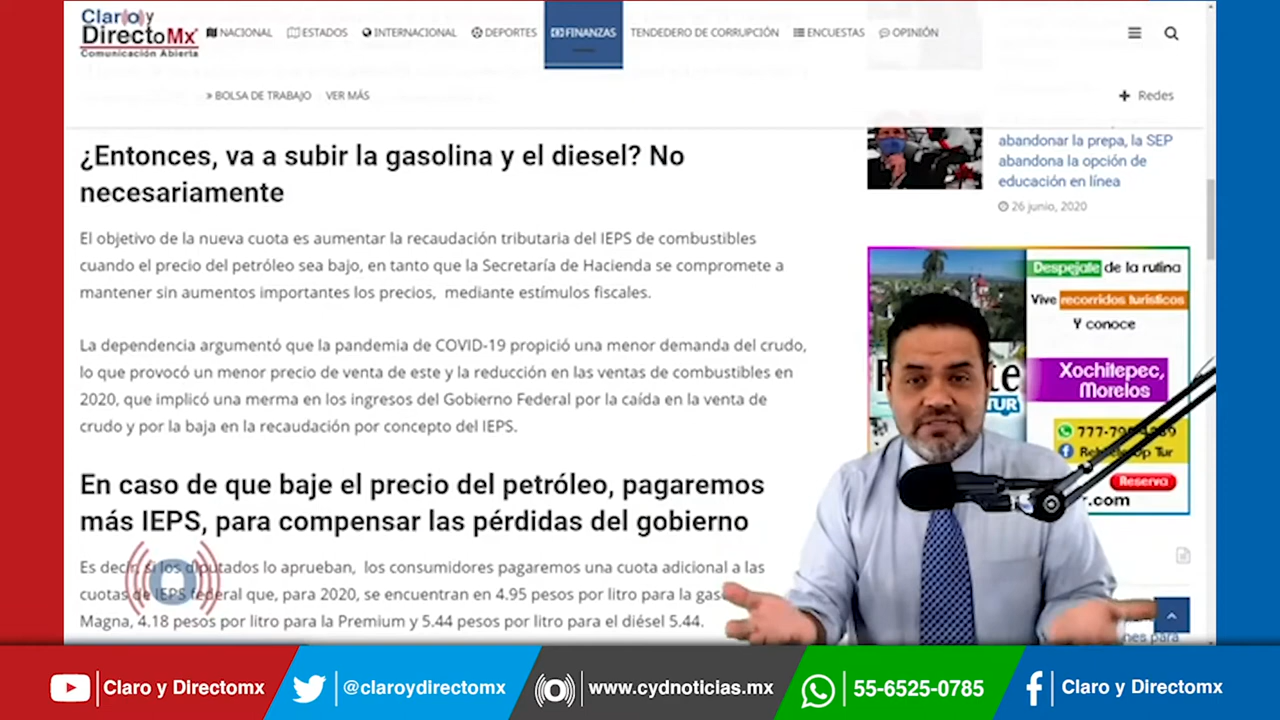 Claro y
DirectoMx
Comunicación Abierta
NACIONAL
ESTADOS
INTERNACIONAL
DEPORTES
FINANZAS
TENDEDERO DE CORRUPCIÓN
ENCUESTAS
OPINIÓN
» BOLSA DE TRABAJO
VER MÁS
+ Redes
¿Entonces, va a subir la gasolina y el diesel? No
necesariamente
El objetivo de la nueva cuota es aumentar la recaudación tributaria del IEPS de combustibles
cuando el precio del petróleo sea bajo, en tanto que la Secretaría de Hacienda se compromete a
mantener sin aumentos importantes los precios, mediante estímulos fiscales.
La dependencia argumentó que la pandemia de COVID-19 propició una menor demanda del crudo,
lo que provocó un menor precio de venta de este y la reducción en las ventas de combustibles en
2020, que implicó una merma en los ingresos del Gobierno Federal por la caída en la venta de
crudo y por la baja en la recaudación por concepto del IEPS.
En caso de que baje el precio del petróleo, pagaremos
más IEPS, para compensar las pérdidas del gobierno
Es decir, si los diputados lo aprueban, los consumidores pagaremos una cuota adicional a las
cuotas de IEPS federal que, para 2020, se encuentran en 4.95 pesos por litro para la
Magna, 4.18 pesos por litro para la Premium y 5.44 pesos por litro para el diésel 5.44.
abandonar la prepa, la SEP
abandona la opción de
educación en línea
26 junio, 2020
Despejate de la rutina
Vive recorridos turísticos
Y conoce
Xochitepec,
Morelos
Tur
Reserva
Claro y Directomx
@claroydirectomx
www.cydnoticias.mx
55-6525-0785
Claro y Directomx